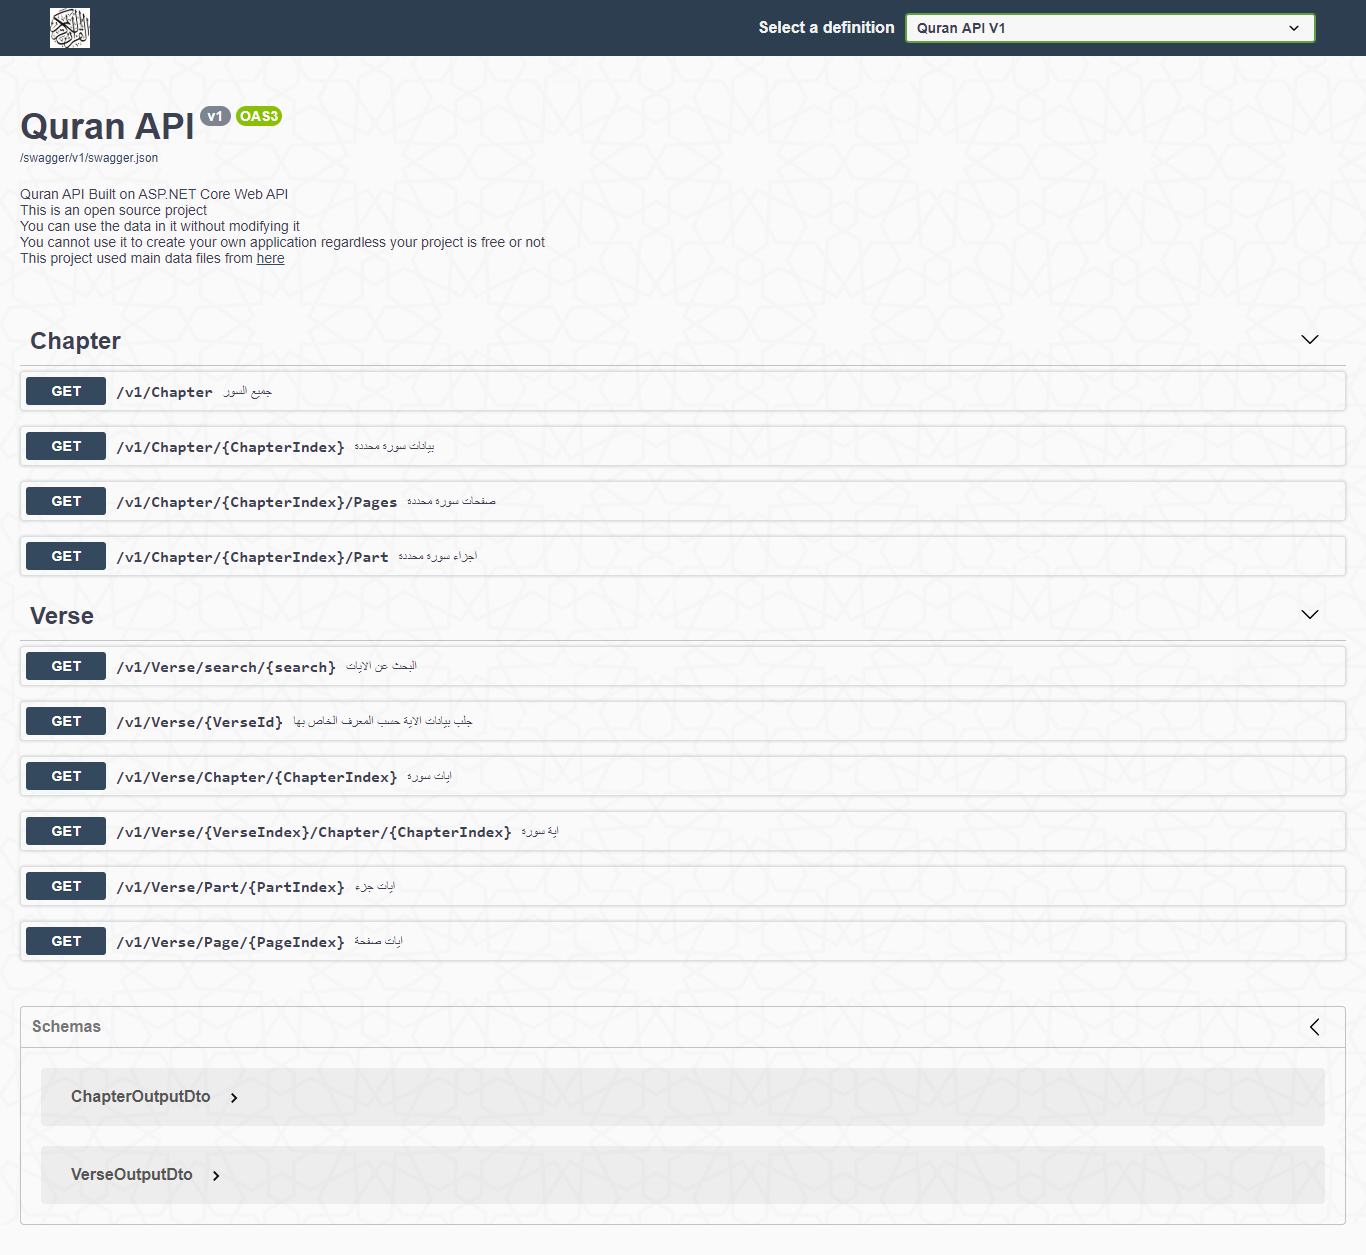 Select a definition
Quran API V1
Quran API v1 OAS3
/swagger/v1/swagger.json
Quran API Built on ASP.NET Core Web API
This is an open source project
You can use the data in it without modifying it
You cannot use it to create your own application regardless your project is free or not
This project used main data files from here
Chapter
GET /v1/Chapter جميع السور
GET /v1/Chapter/{ChapterIndex} بيانات سورة محددة
GET /v1/Chapter/{ChapterIndex}/Pages صفحات سورة محددة
GET /v1/Chapter/{ChapterIndex}/Part اجزاء سورة محددة
Verse
GET /v1/Verse/search/{search} البحث عن الايات
GET /v1/Verse/{VerseId} جلب بيانات الاية حسب المعرف الخاص بها
GET /v1/Verse/Chapter/{ChapterIndex} ايات سورة
GET /v1/Verse/{VerseIndex}/Chapter/{ChapterIndex} اية سورة
GET /v1/Verse/Part/{PartIndex} ايات جزء
GET /v1/Verse/Page/{PageIndex} ايات صفحة
Schemas
ChapterOutputDto
VerseOutputDto